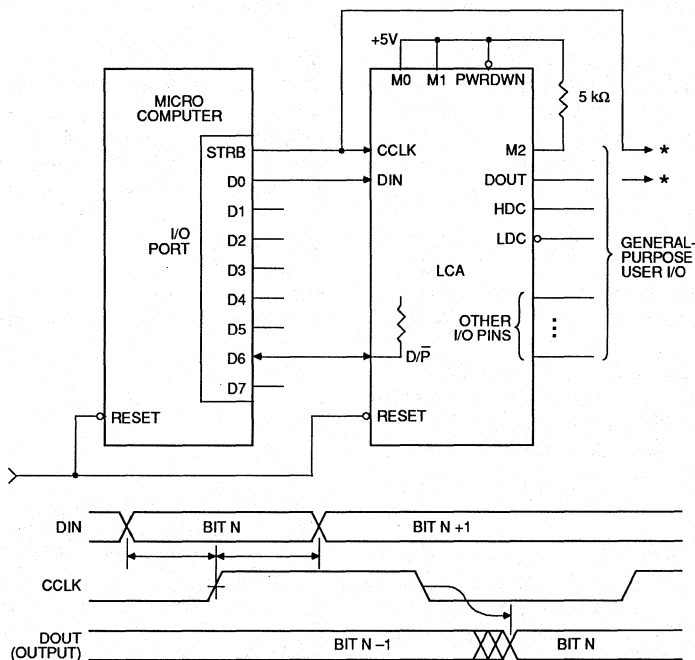 +5V
M0 M1 PWRDWN
MICRO
COMPUTER
5 kΩ
STRB
CCLK
M2
*
D0
DIN
DOUT
*
D1
HDC
I/O
PORT
D2
LDC
GENERAL-
PURPOSE
USER I/O
D3
LCA
D4
OTHER
I/O PINS
D5
D6
D/P̅
D7
RESET
RESET
DIN
BIT N
BIT N +1
CCLK
DOUT
(OUTPUT)
BIT N –1
BIT N